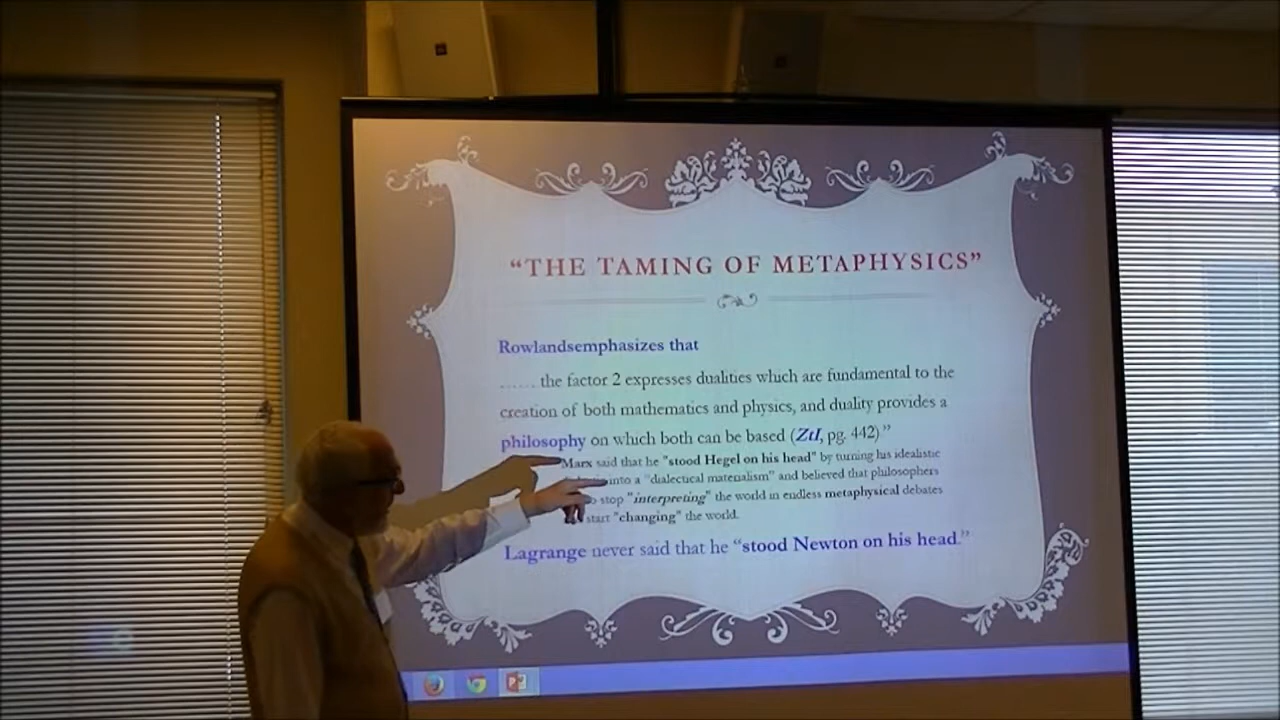 “THE TAMING OF METAPHYSICS”
Rowlandsemphasizes that
...... the factor 2 expresses dualities which are fundamental to the
creation of both mathematics and physics, and duality provides a
philosophy on which both can be based (ZtI, pg. 442).”
Marx said that he "stood Hegel on his head" by turning his idealistic
into a "dialectical materialism" and believed that philosophers
stop "interpreting" the world in endless metaphysical debates
start "changing" the world.
Lagrange never said that he “stood Newton on his head.”